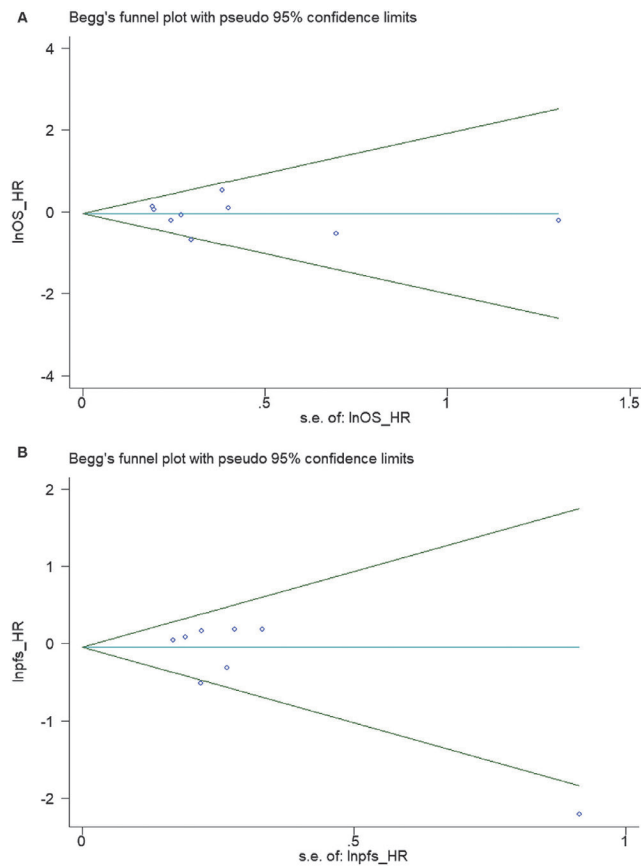 A
Begg's funnel plot with pseudo 95% confidence limits
4
2
0
-2
-4
lnOS_HR
0 .5 1 1.5
s.e. of: lnOS_HR
B
Begg's funnel plot with pseudo 95% confidence limits
2
1
0
-1
-2
lnpfs_HR
0 .5 1
s.e. of: lnpfs_HR